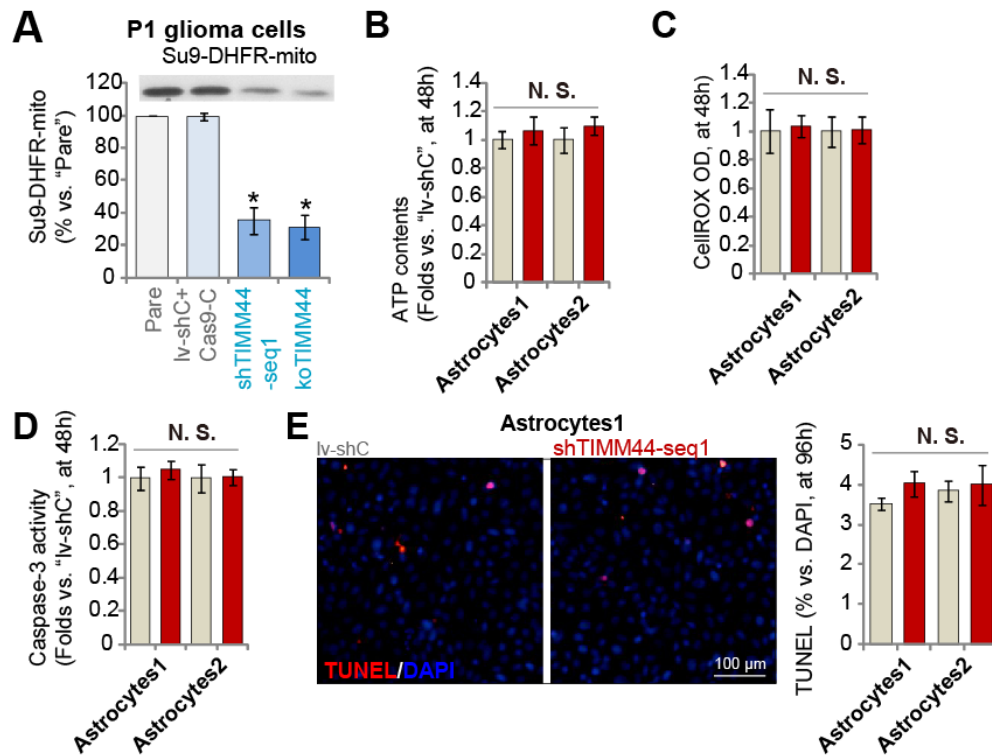 A
P1 glioma cells
Su9-DHFR-mito
Su9-DHFR-mito
(% vs. “Pare”)
120
100
80
60
40
20
0
*
*
Pare
lv-shC+
Cas9-C
shTIMM44
-seq1
koTIMM44
B
N. S.
ATP contents
(Folds vs. “lv-shC”, at 48h)
1.4
1.2
1
0.8
0.6
0.4
0.2
0
Astrocytes1
Astrocytes2
C
N. S.
CellROX OD, at 48h)
1.4
1.2
1
0.8
0.6
0.4
0.2
0
Astrocytes1
Astrocytes2
D
N. S.
Caspase-3 activity
(Folds vs. “lv-shC”, at 48h)
1.2
1
0.8
0.6
0.4
0.2
0
Astrocytes1
Astrocytes2
E
Astrocytes1
lv-shC
shTIMM44-seq1
TUNEL/DAPI
100 µm
N. S.
TUNEL (% vs. DAPI, at 96h)
5
4
3
2
1
0
Astrocytes1
Astrocytes2